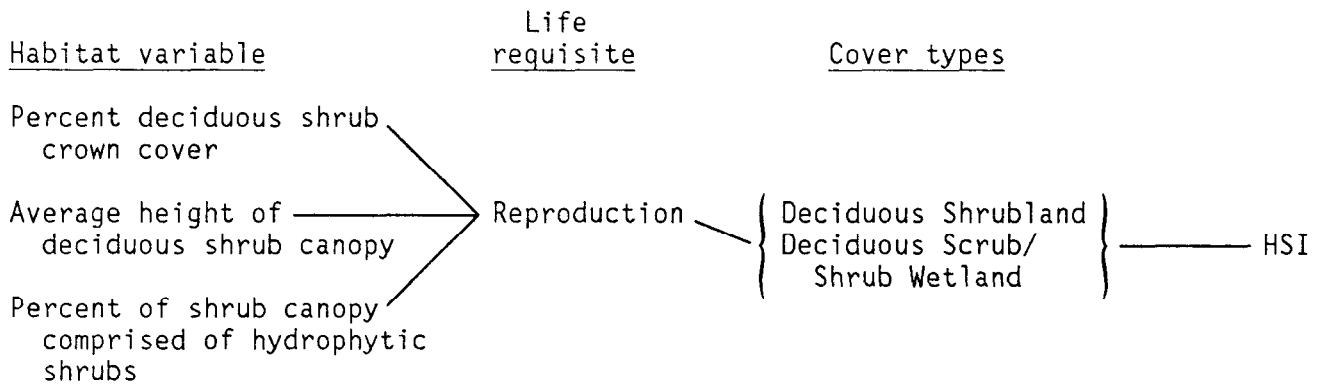 Habitat variable
Life
requisite
Cover types
Percent deciduous shrub
crown cover
Average height of
deciduous shrub canopy
Percent of shrub canopy
comprised of hydrophytic
shrubs
Reproduction
Deciduous Shrubland
Deciduous Scrub/
Shrub Wetland
HSI